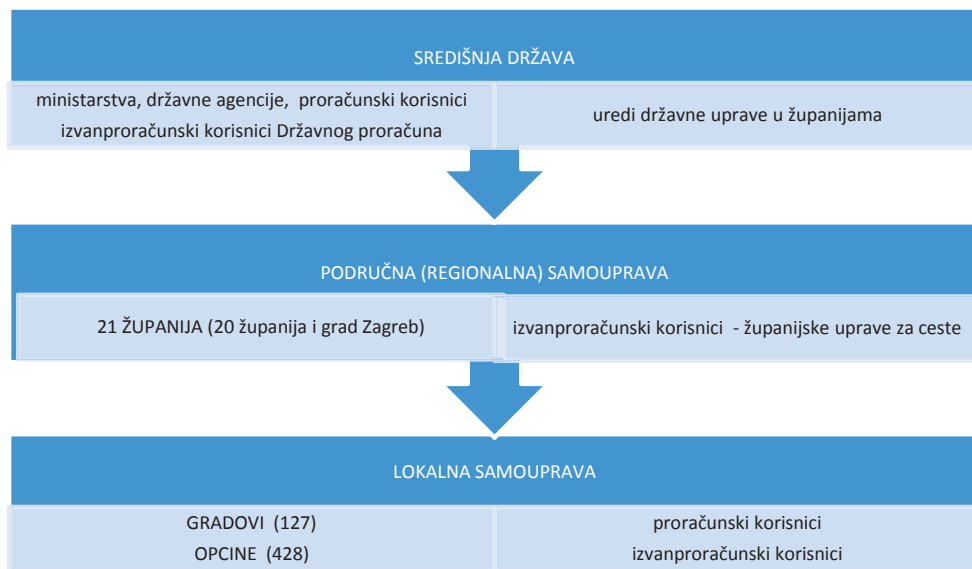 SREDIŠNJA DRŽAVA
ministarstva, državne agencije, proračunski korisnici
izvanproračunski korisnici Državnog proračuna
uredi državne uprave u županijama
PODRUČNA (REGIONALNA) SAMOUPRAVA
21 ŽUPANIJA (20 županija i grad Zagreb)
izvanproračunski korisnici - županijske uprave za ceste
LOKALNA SAMOUPRAVA
GRADOVI (127)
OPCINE (428)
proračunski korisnici
izvanproračunski korisnici